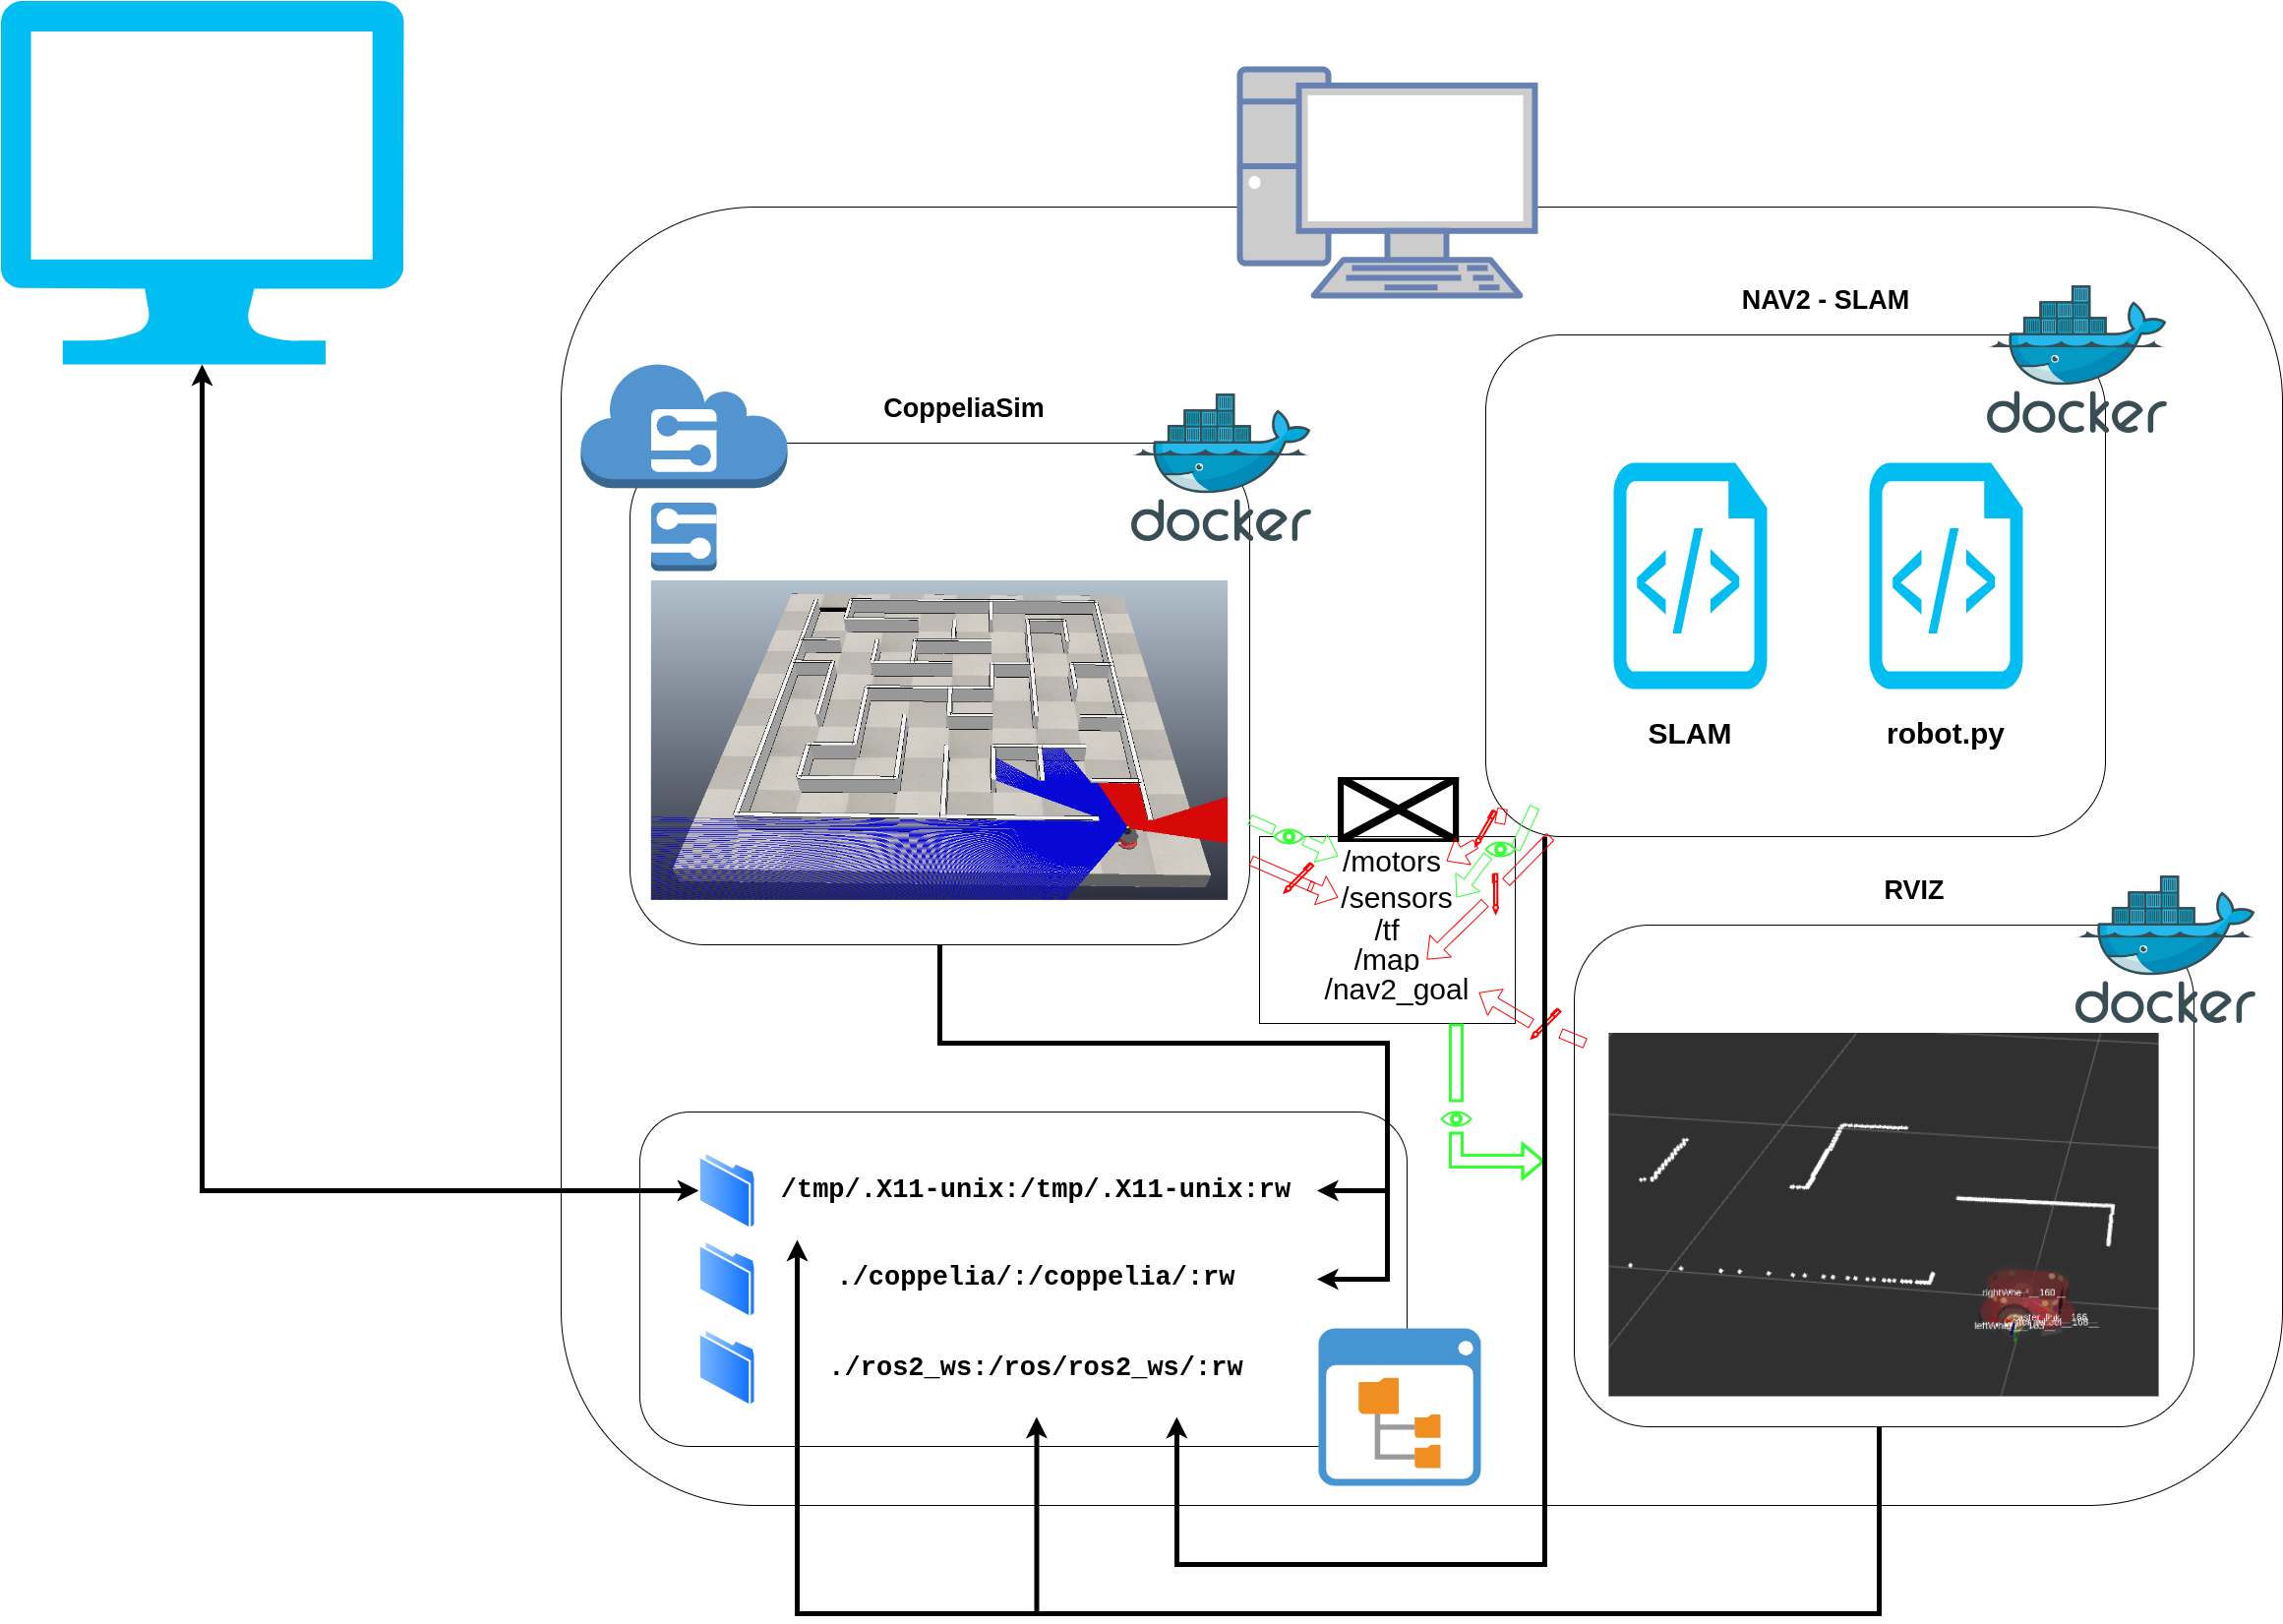 NAV2 - SLAM
docker
CoppeliaSim
docker
SLAM
robot.py
/motors
/sensors
/tf
/map
/nav2_goal
RVIZ
docker
/tmp/.X11-unix:/tmp/.X11-unix:rw
./coppelia/:/coppelia/:rw
./ros2_ws:/ros/ros2_ws/:rw